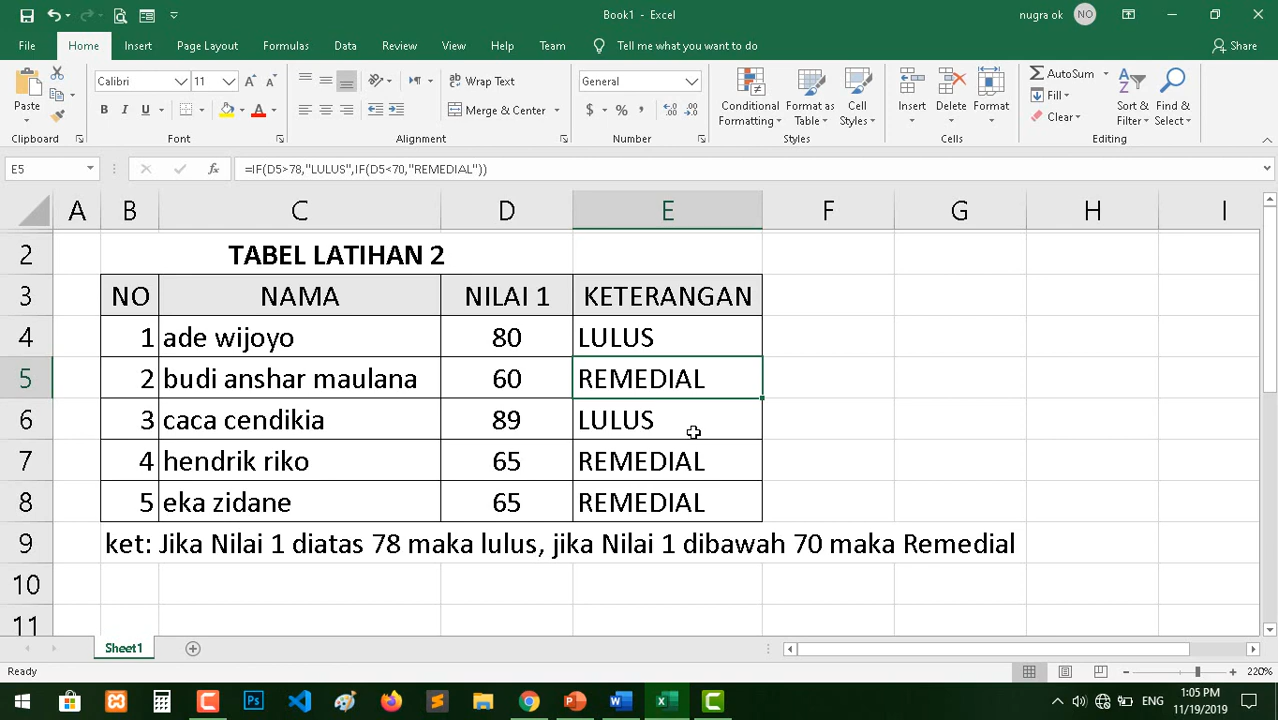 Book1 - Excel
nugra ok
NO
File
Home
Insert
Page Layout
Formulas
Data
Review
View
Help
Team
Tell me what you want to do
Share
Paste
Clipboard
Calibri
11
B I U
Font
Wrap Text
Merge & Center
Alignment
General
$ % ,
Number
Conditional Formatting
Format as Table
Cell Styles
Styles
Insert
Delete
Format
Cells
AutoSum
Fill
Clear
Sort & Filter
Find & Select
Editing
E5
fx
=IF(D5>78,"LULUS",IF(D5<70,"REMEDIAL"))
A B C D E F G H I
2 TABEL LATIHAN 2
3 NO NAMA NILAI 1 KETERANGAN
4 1 ade wijoyo 80 LULUS
5 2 budi anshar maulana 60 REMEDIAL
6 3 caca cendikia 89 LULUS
7 4 hendrik riko 65 REMEDIAL
8 5 eka zidane 65 REMEDIAL
9 ket: Jika Nilai 1 diatas 78 maka lulus, jika Nilai 1 dibawah 70 maka Remedial
10
11
Sheet1
Ready
220%
ENG
1:05 PM
11/19/2019